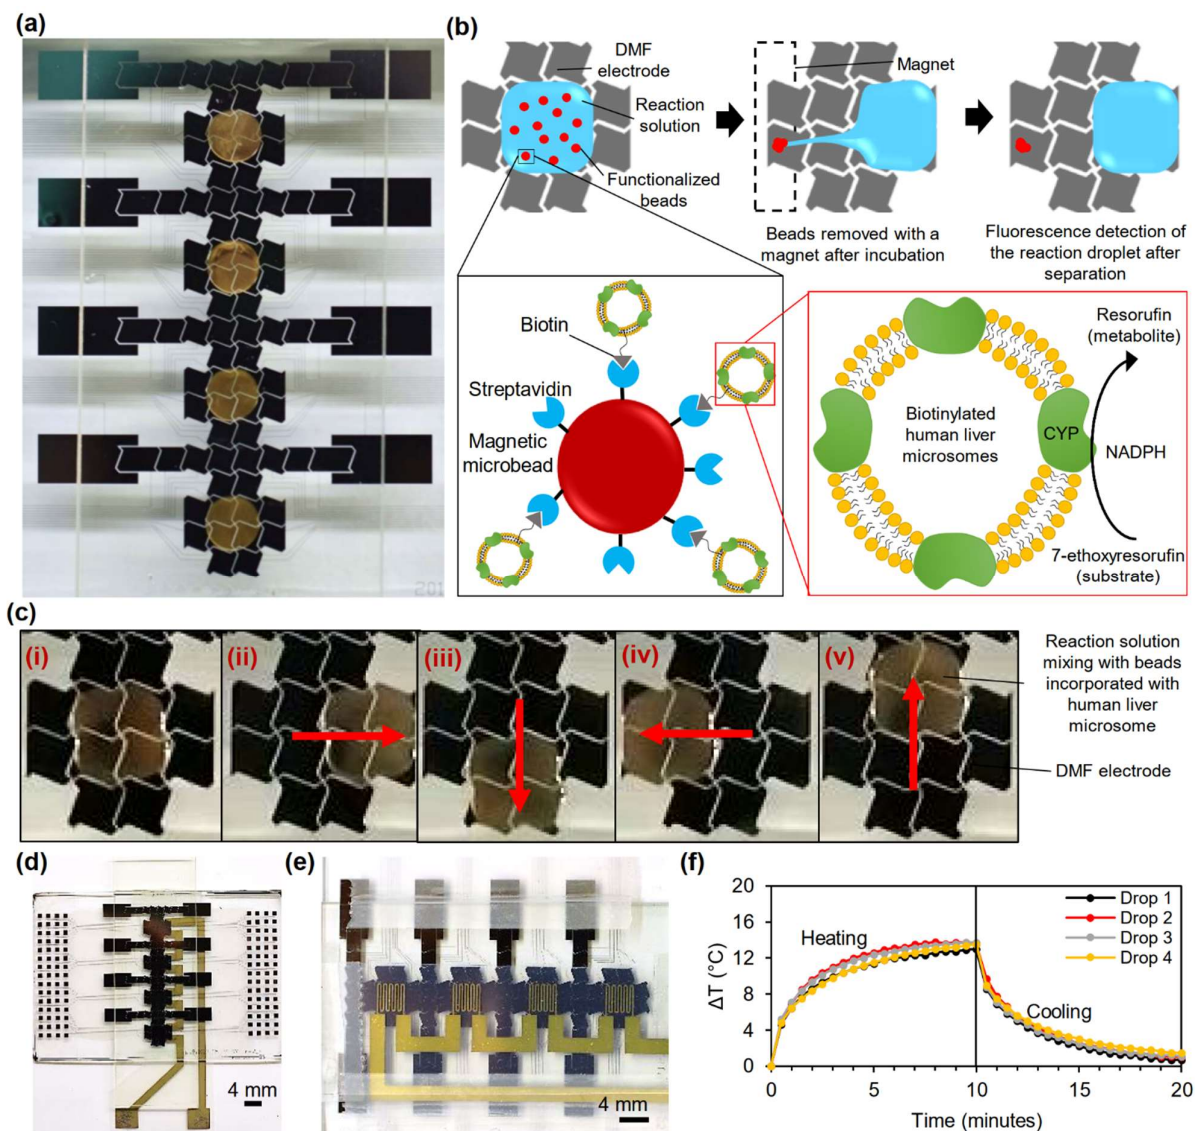 (a)
201
(b)
DMF
electrode
Reaction
solution
Functionalized
beads
Magnet
Beads removed with a
magnet after incubation
Fluorescence detection of
the reaction droplet after
separation
Biotin
Streptavidin
Magnetic
microbead
Biotinylated
human liver
microsomes
CYP
Resorufin
(metabolite)
NADPH
7-ethoxyresorufin
(substrate)
(c)
(i)
(ii)
(iii)
(iv)
(v)
Reaction solution
mixing with beads
incorporated with
human liver
microsome
DMF electrode
(d)
4 mm
(e)
4 mm
(f)
20
16
12
8
4
0
ΔT (°C)
Heating
Cooling
Drop 1
Drop 2
Drop 3
Drop 4
0
5
10
15
20
Time (minutes)